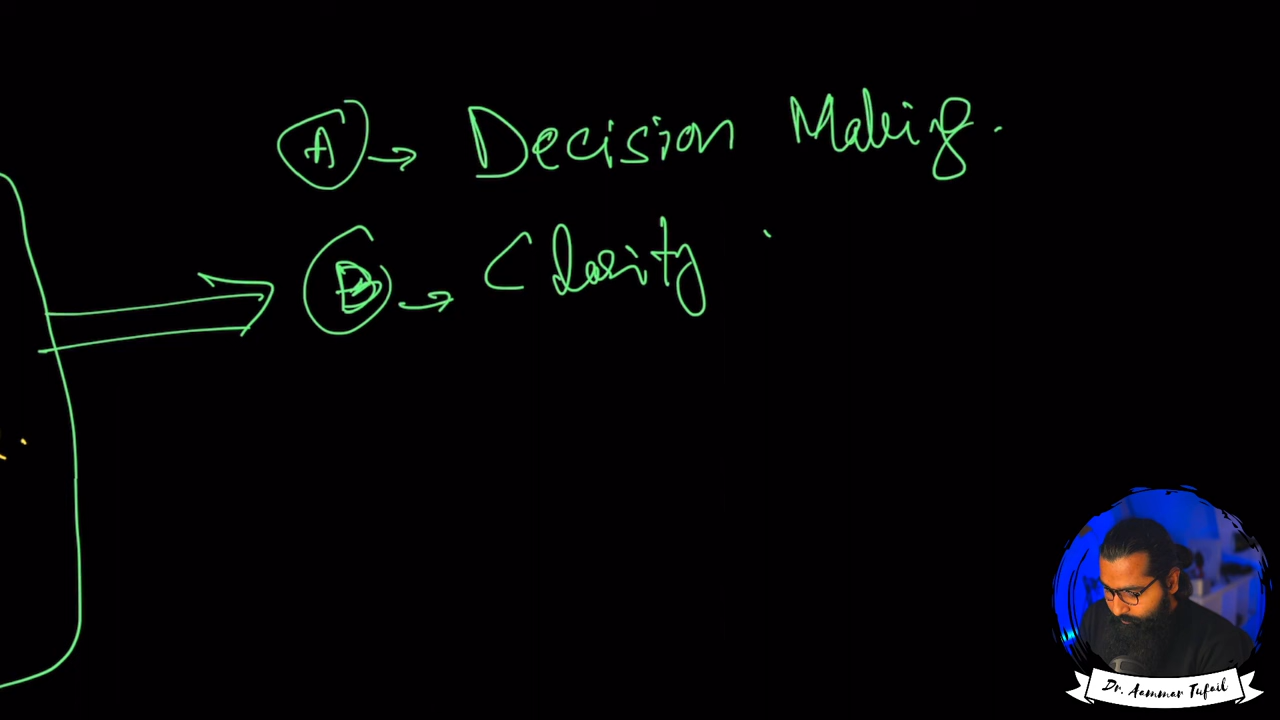 A → Decision Making.
B → Clarity
Dr. Aammar Tufail